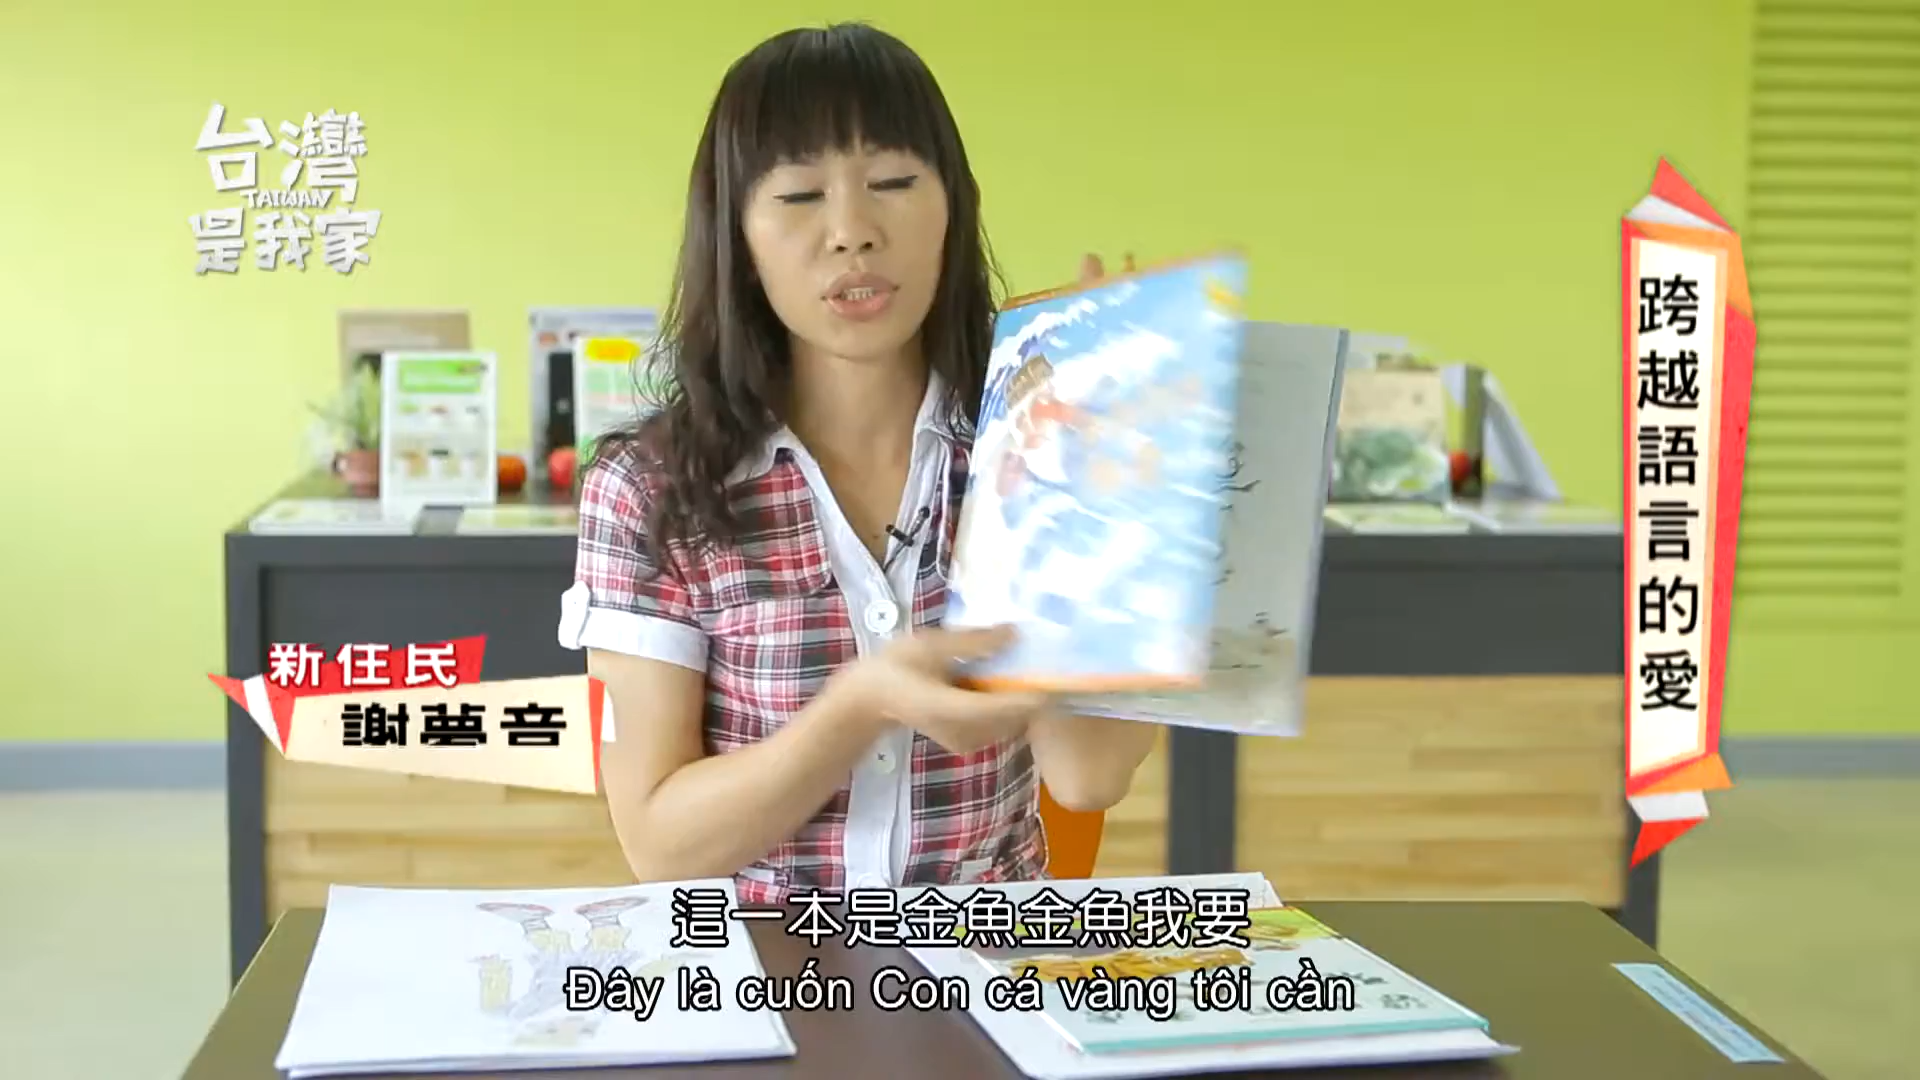 台灣
TAIWAN
是我家
跨越語言的愛
新住民
謝夢音
這一本是金魚金魚我要
Đây là cuốn Con cá vàng tôi cần